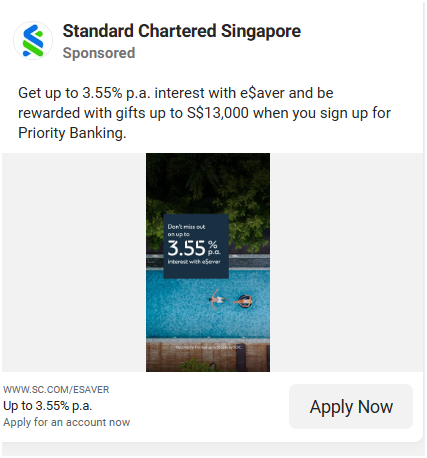 Standard Chartered Singapore
Sponsored
Get up to 3.55% p.a. interest with e$aver and be
rewarded with gifts up to S$13,000 when you sign up for
Priority Banking.
Don't miss out
on up to
3.55 % p.a.
interest with e$aver
WWW.SC.COM/ESAVER
Up to 3.55% p.a.
Apply for an account now
Apply Now